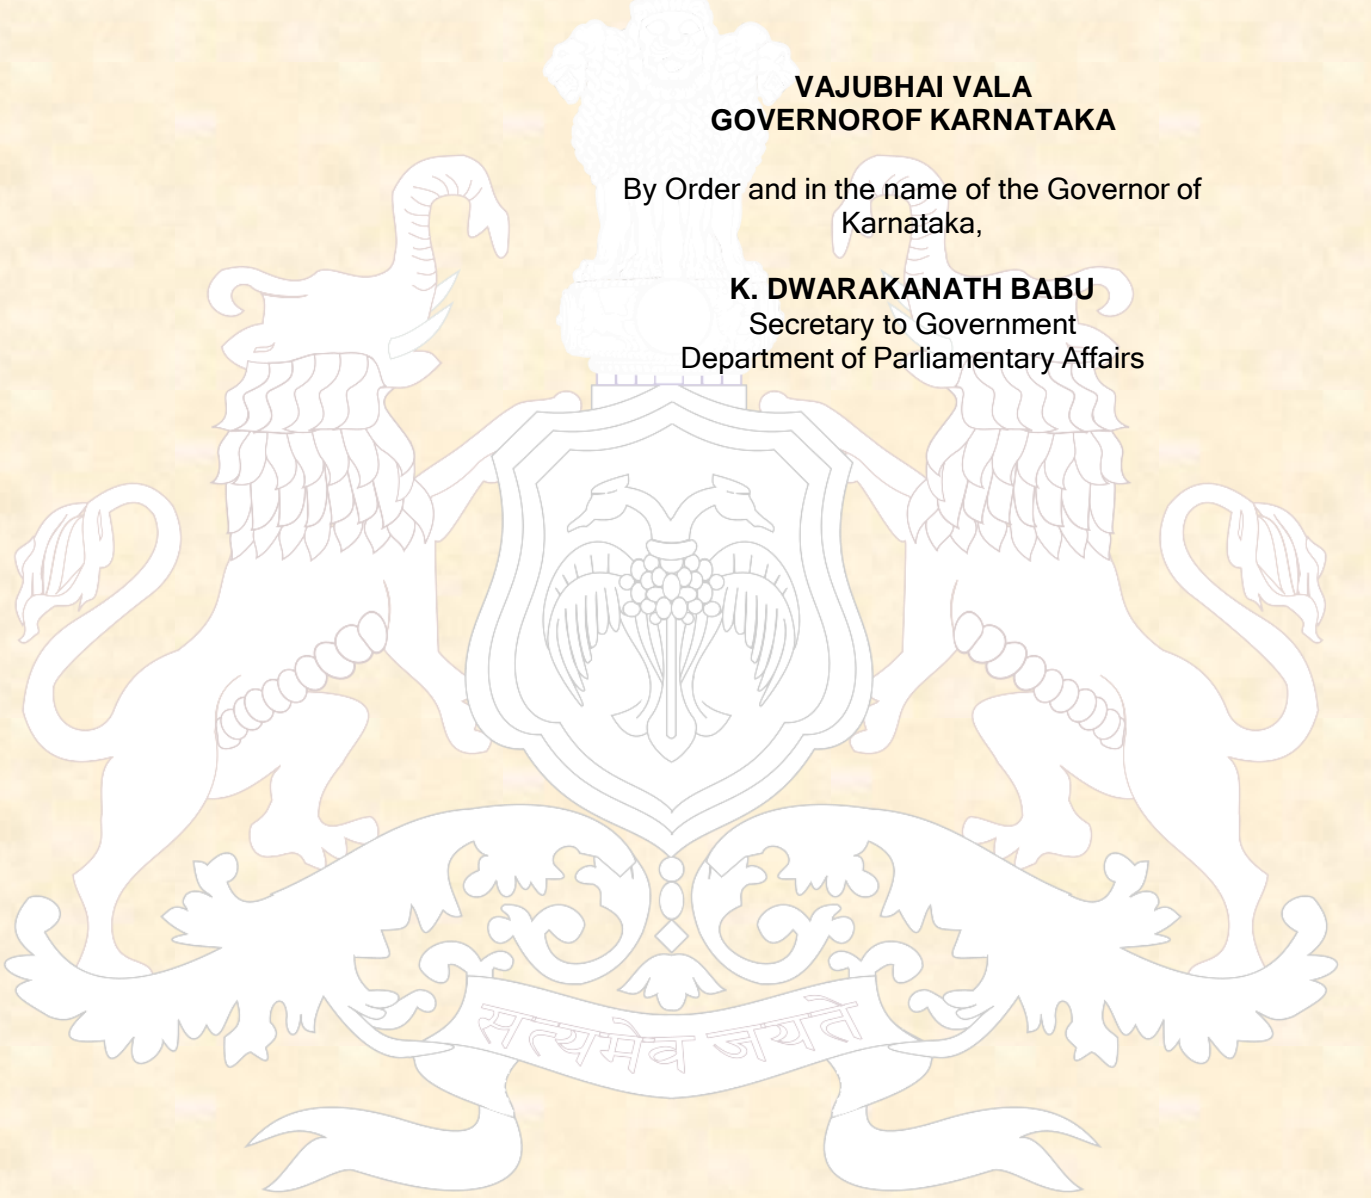 VAJUBHAI VALA
GOVERNOROF KARNATAKA
By Order and in the name of the Governor of
Karnataka,
K. DWARAKANATH BABU
Secretary to Government
Department of Parliamentary Affairs
सत्यमेव जयते